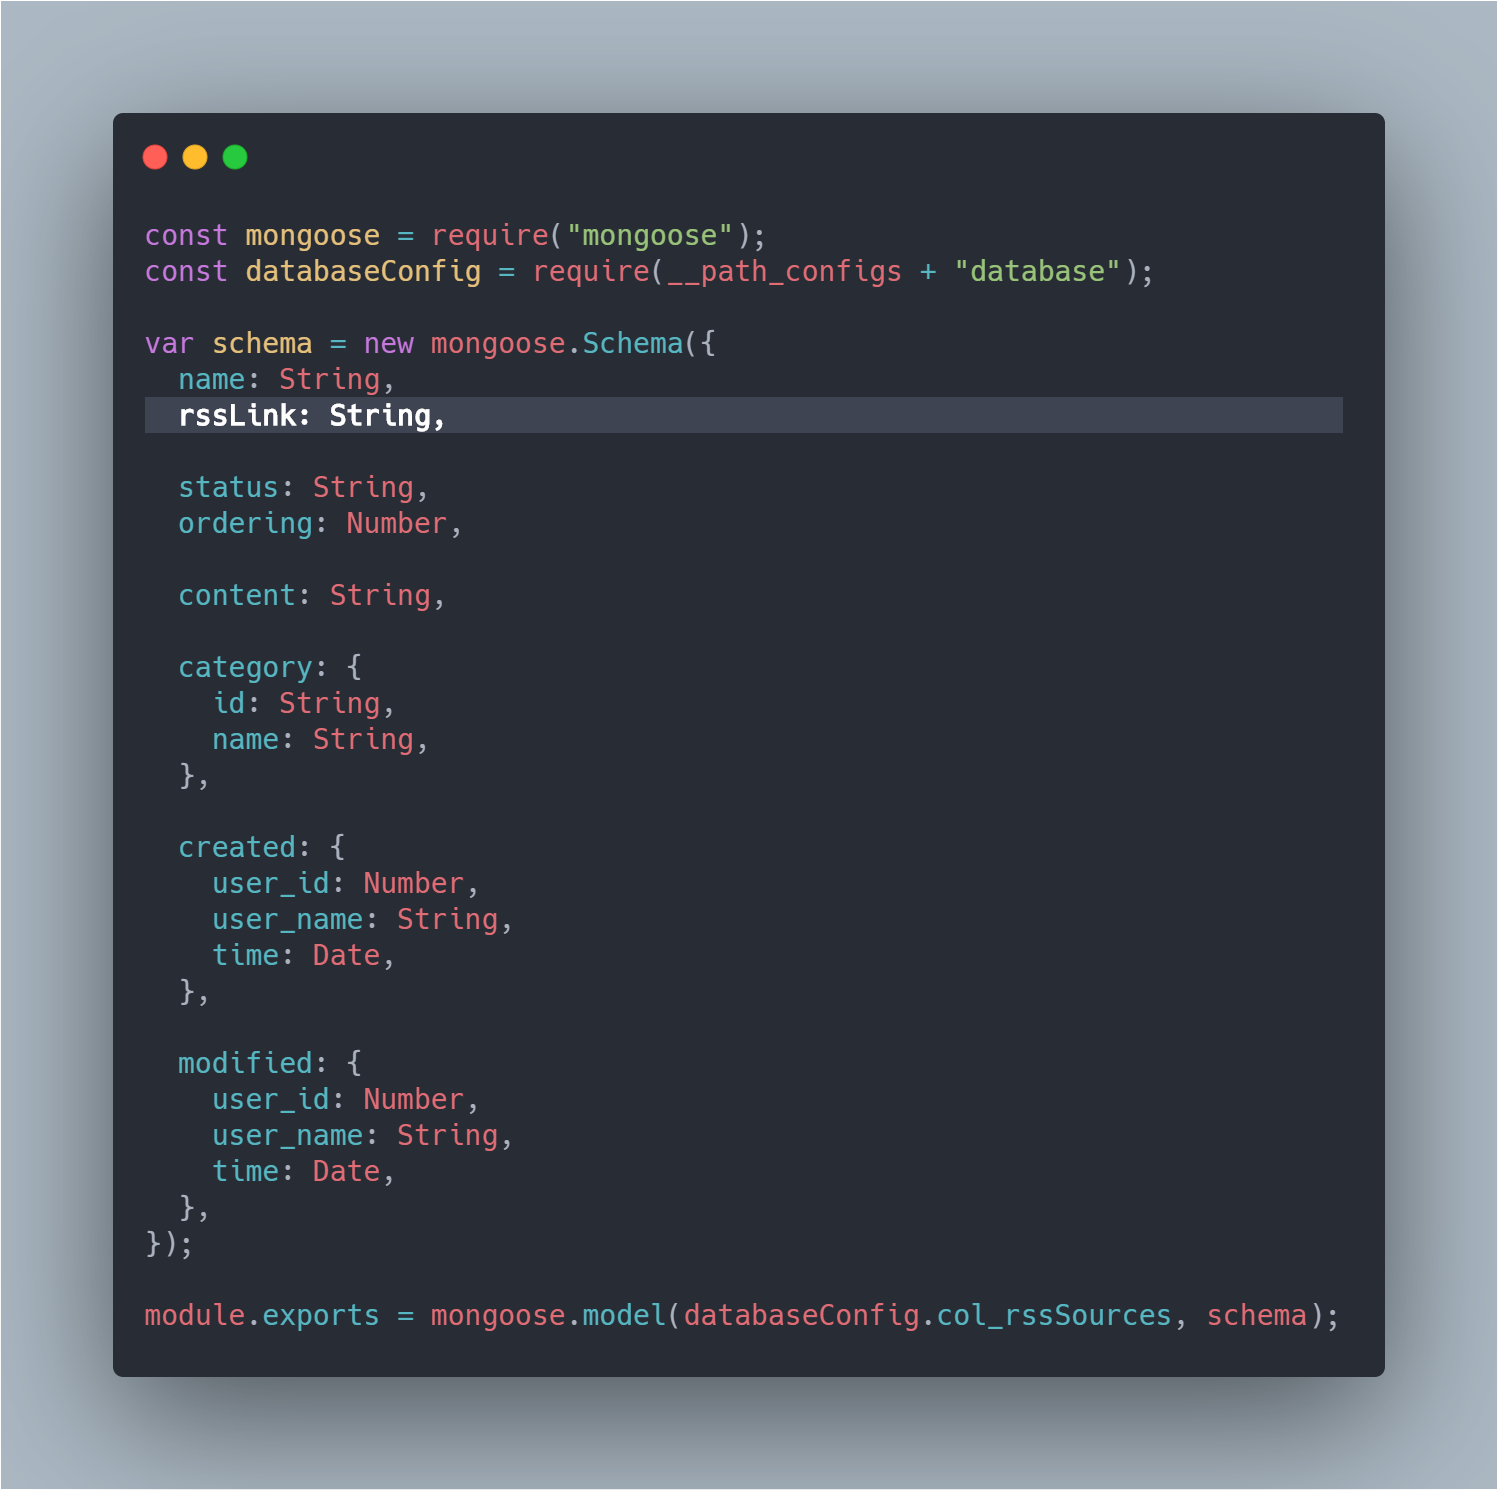 const mongoose = require("mongoose");
const databaseConfig = require(__path_configs + "database");

var schema = new mongoose.Schema({
  name: String,
  rssLink: String,

  status: String,
  ordering: Number,

  content: String,

  category: {
    id: String,
    name: String,
  },

  created: {
    user_id: Number,
    user_name: String,
    time: Date,
  },

  modified: {
    user_id: Number,
    user_name: String,
    time: Date,
  },
});

module.exports = mongoose.model(databaseConfig.col_rssSources, schema);